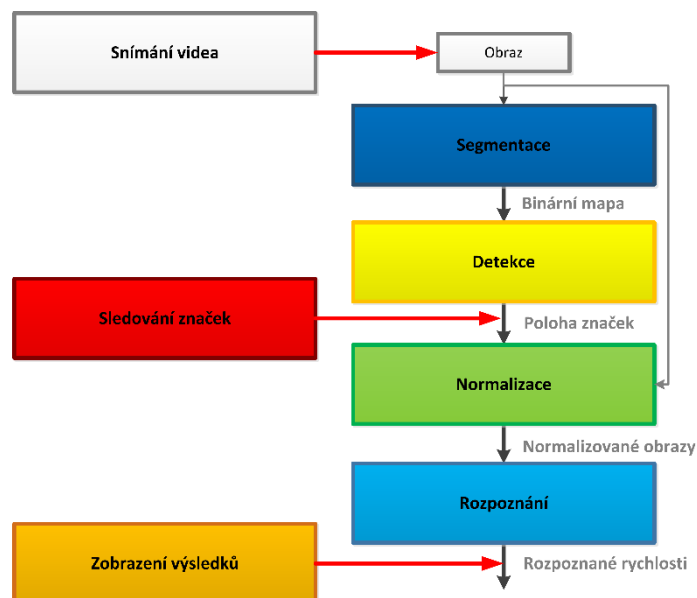 Snímání videa
Obraz
Segmentace
Binární mapa
Detekce
Sledování značek
Poloha značek
Normalizace
Normalizované obrazy
Rozpoznání
Zobrazení výsledků
Rozpoznané rychlosti